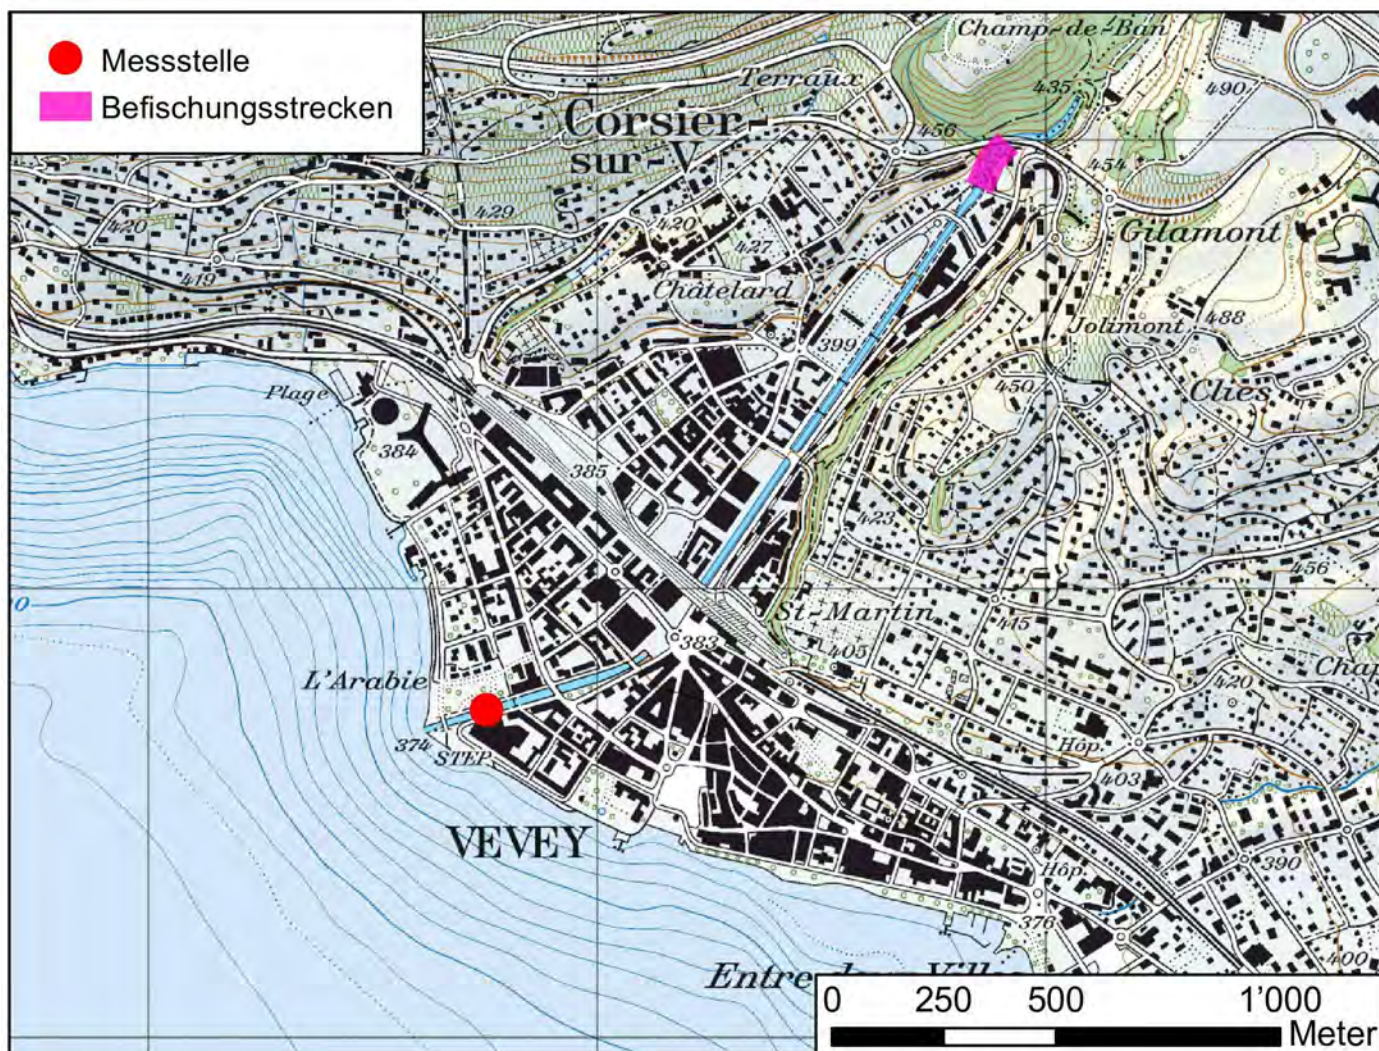 Messstelle
Befischungsstrecken
Champ-de-Ban
Terraux
435
490
Corsier-
sur-V.
456
454
429
420
420
427
Gilamont
419
Châtelard
Jolimont
488
399
450
Clies
Plage
384
385
423
456
St-Martin
415
383
405
L'Arabie
420
374
STEP
Hôp.
403
VEVEY
390
Hôp.
376
400
0 250 500 1'000
Meter